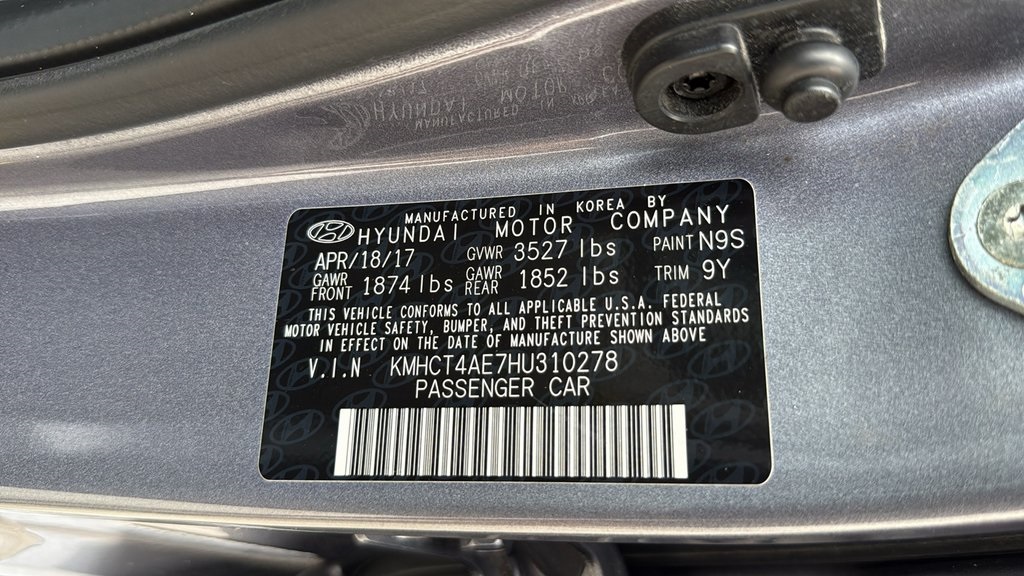 MANUFACTURED IN KOREA BY
HYUNDAI MOTOR COMPANY
APR/18/17 GVWR 3527 lbs PAINT N9S
GAWR FRONT 1874 lbs GAWR REAR 1852 lbs TRIM 9Y
THIS VEHICLE CONFORMS TO ALL APPLICABLE U.S.A. FEDERAL
MOTOR VEHICLE SAFETY, BUMPER, AND THEFT PREVENTION STANDARDS
IN EFFECT ON THE DATE OF MANUFACTURE SHOWN ABOVE
V.I.N KMHCT4AE7HU310278
PASSENGER CAR